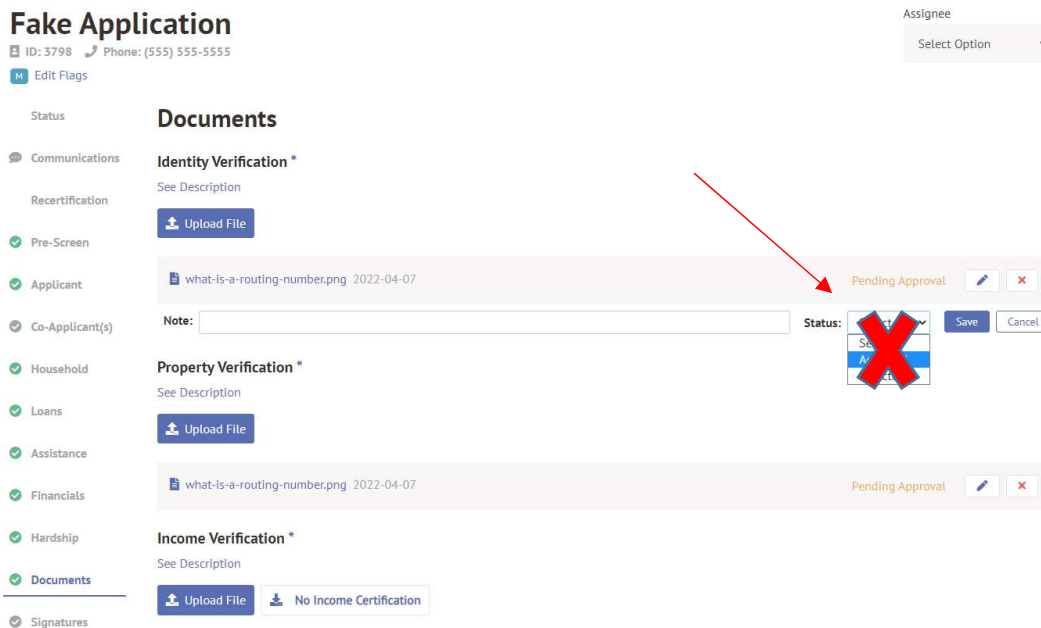 Fake Application
ID: 3798 Phone: (555) 555-5555
M Edit Flags
Assignee
Select Option
Status
Communications
Recertification
Pre-Screen
Applicant
Co-Applicant(s)
Household
Loans
Assistance
Financials
Hardship
Documents
Signatures
Documents
Identity Verification *
See Description
Upload File
what-is-a-routing-number.png 2022-04-07 Pending Approval
Note: Status: Save Cancel
Property Verification *
See Description
Upload File
what-is-a-routing-number.png 2022-04-07 Pending Approval
Income Verification *
See Description
Upload File No Income Certification